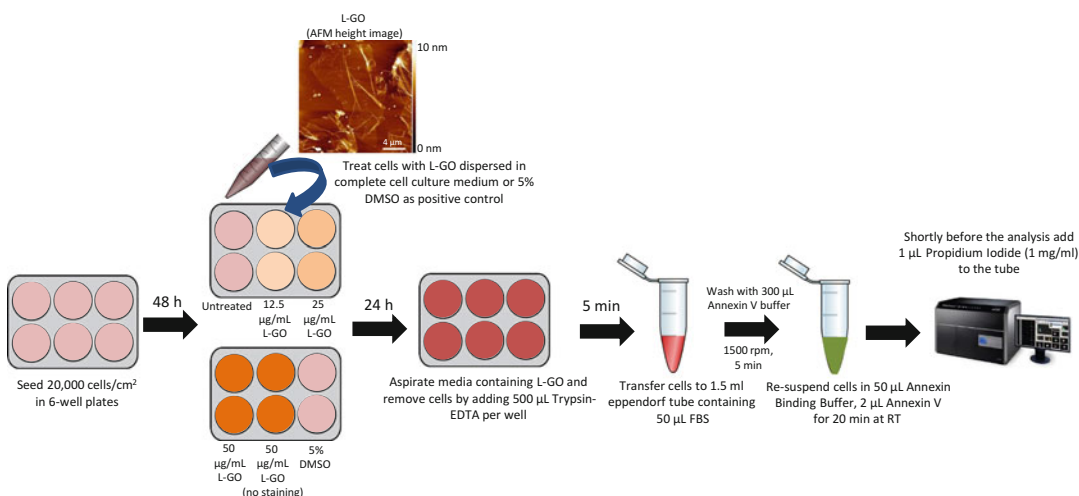 L-GO
(AFM height image)
10 nm
4 µm
0 nm
Treat cells with L-GO dispersed in
complete cell culture medium or 5%
DMSO as positive control
Seed 20,000 cells/cm²
in 6-well plates
48 h
Untreated
12.5
µg/mL
L-GO
25
µg/mL
L-GO
50
µg/mL
L-GO
50
µg/mL
L-GO
(no staining)
5%
DMSO
24 h
Aspirate media containing L-GO and
remove cells by adding 500 µL Trypsin-
EDTA per well
5 min
Transfer cells to 1.5 ml
eppendorf tube containing
50 µL FBS
Wash with 300 µL
Annexin V buffer
1500 rpm,
5 min
Re-suspend cells in 50 µL Annexin
Binding Buffer, 2 µL Annexin V
for 20 min at RT
Shortly before the analysis add
1 µL Propidium Iodide (1 mg/ml)
to the tube